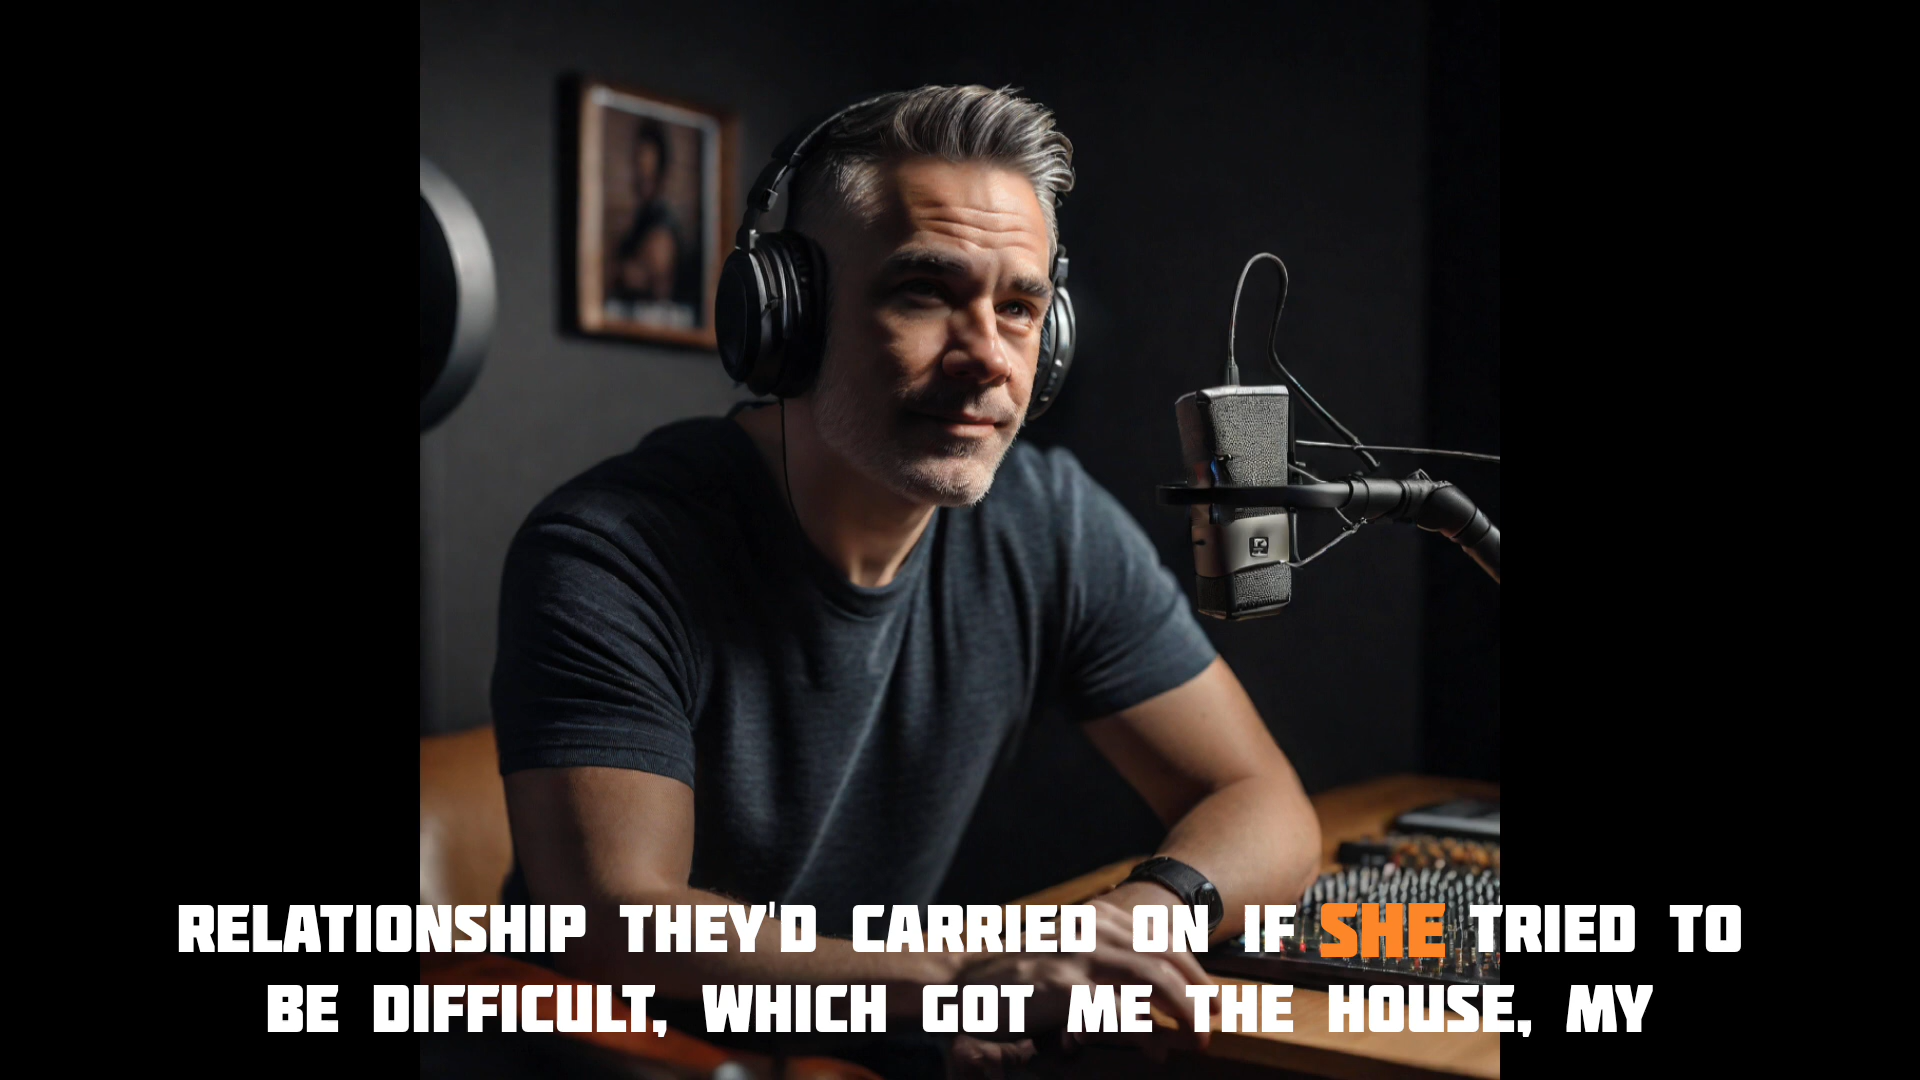 RELATIONSHIP THEY'D CARRIED ON IF SHE TRIED TO
BE DIFFICULT, WHICH GOT ME THE HOUSE, MY